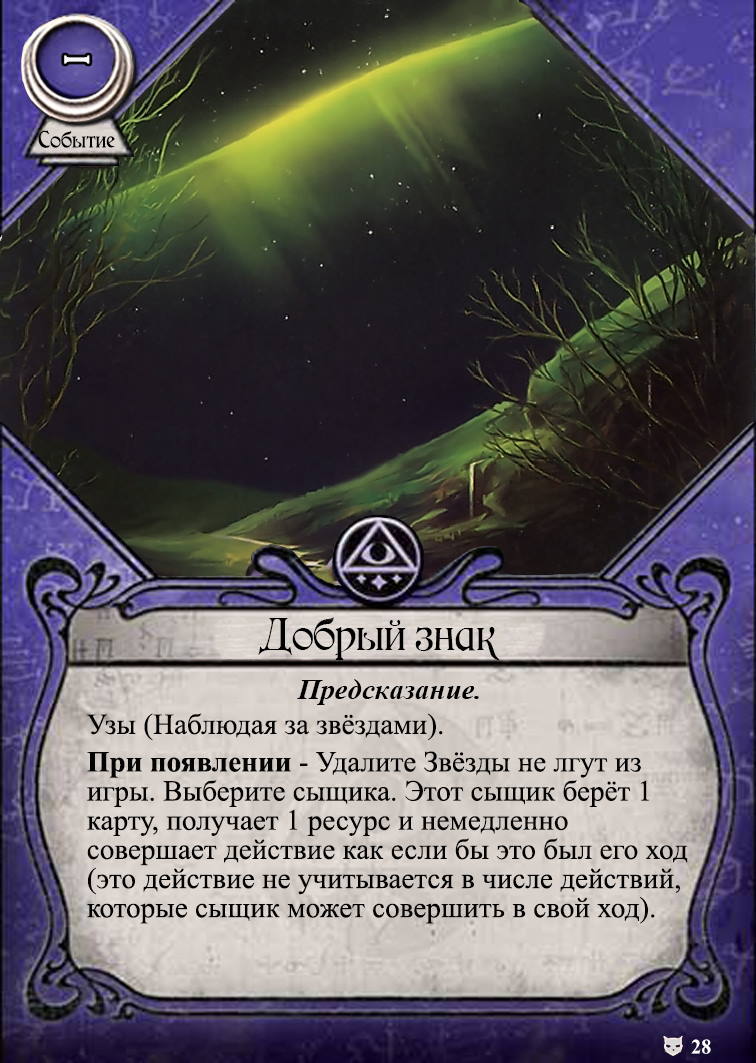 –
Событие
Добрый знак
Предсказание.
Узы (Наблюдая за звёздами).
При появлении - Удалите Звёзды не лгут из
игры. Выберите сыщика. Этот сыщик берёт 1
карту, получает 1 ресурс и немедленно
совершает действие как если бы это был его ход
(это действие не учитывается в числе действий,
которые сыщик может совершить в свой ход).
28